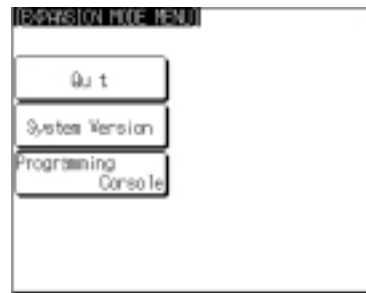 [EXPANSION MODE MENU]
Quit
System Version
Programming
Console